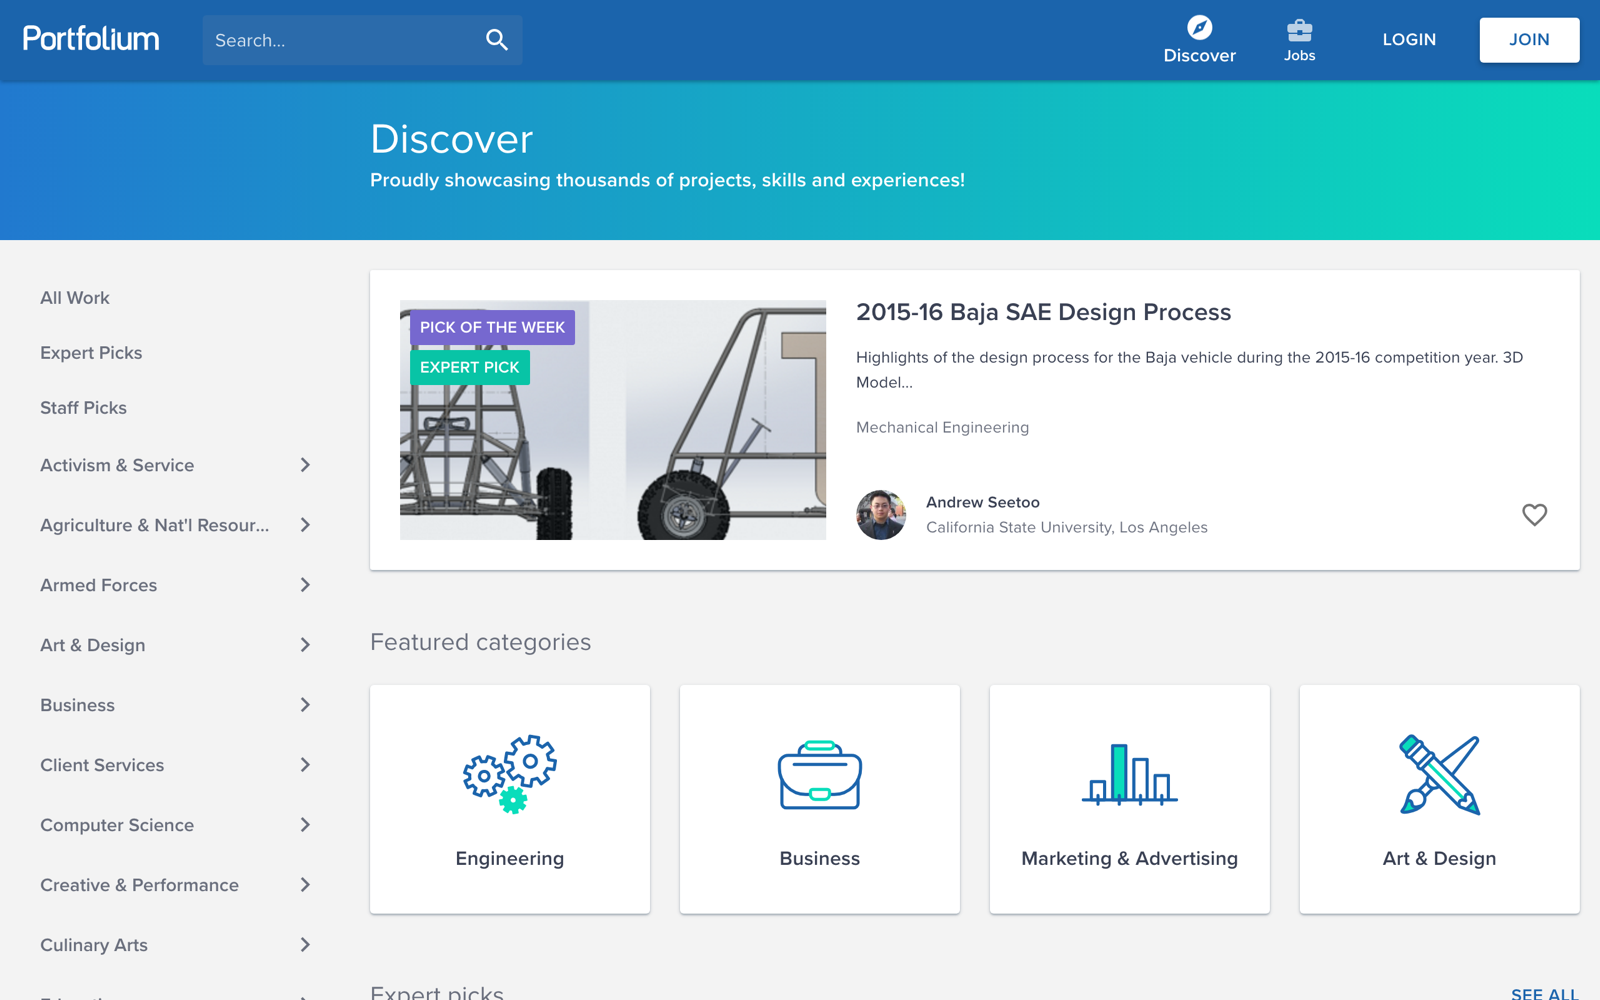 Portfolium
Search...
Discover
Jobs
LOGIN
JOIN
Discover
Proudly showcasing thousands of projects, skills and experiences!
All Work
Expert Picks
Staff Picks
Activism & Service
Agriculture & Nat'l Resour...
Armed Forces
Art & Design
Business
Client Services
Computer Science
Creative & Performance
Culinary Arts
PICK OF THE WEEK
EXPERT PICK
2015-16 Baja SAE Design Process
Highlights of the design process for the Baja vehicle during the 2015-16 competition year. 3D
Model...
Mechanical Engineering
Andrew Seetoo
California State University, Los Angeles
Featured categories
Engineering
Business
Marketing & Advertising
Art & Design
Expert picks
SEE ALL